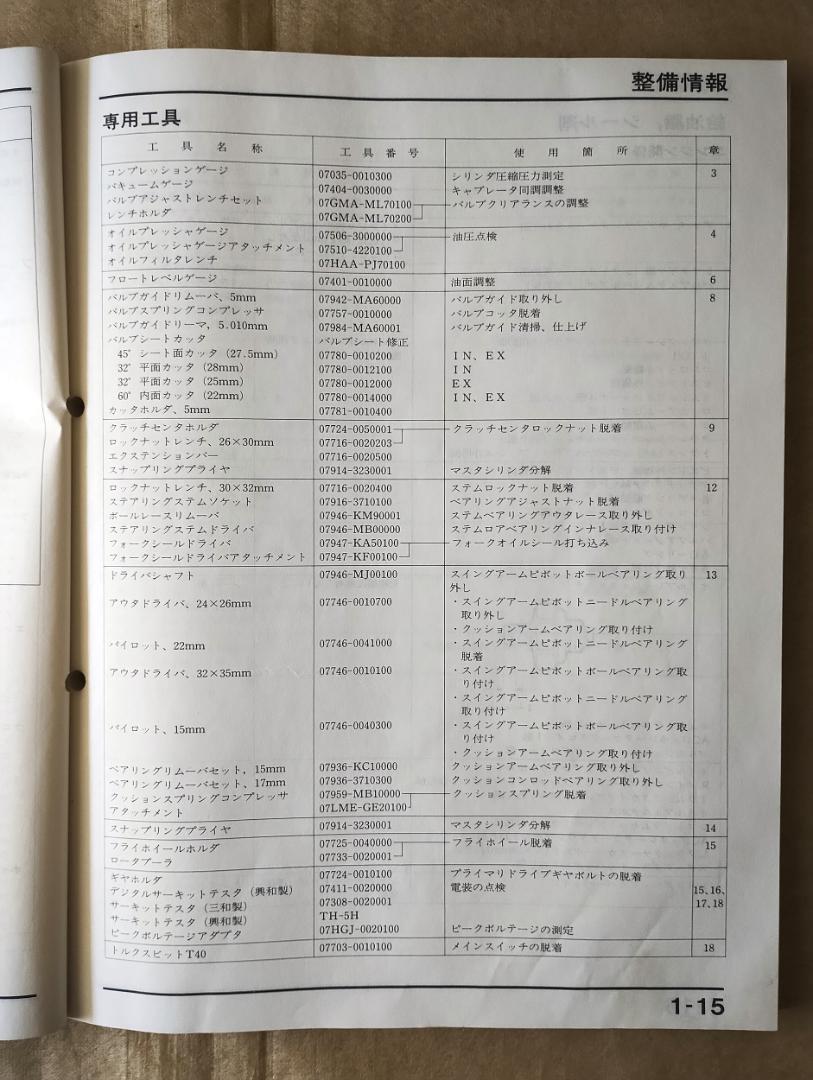 整備情報
専用工具
工具名称 工具番号 使用箇所 章
コンプレッションゲージ 07035-0010300 シリンダ圧縮圧力測定 3
バキュームゲージ 07404-0030000 キャブレータ同調調整
バルブアジャストレンチセット 07GMA-ML70100 バルブクリアランスの調整
レンチホルダ 07GMA-ML70200
オイルプレッシャゲージ 07506-3000000 油圧点検 4
オイルプレッシャゲージアタッチメント 07510-4220100
オイルフィルタレンチ 07HAA-PJ70100
フロートレベルゲージ 07401-0010000 油面調整 6
バルブガイドリムーバ、5mm 07942-MA60000 バルブガイド取り外し 8
バルブスプリングコンプレッサ 07757-0010000 バルブコッタ脱着
バルブガイドリーマ，5.010mm 07984-MA60001 バルブガイド清掃、仕上げ
バルブシートカッタ バルブシート修正
45°シート面カッタ（27.5mm） 07780-0010200 IN、EX
32°平面カッタ（28mm） 07780-0012100 IN
32°平面カッタ（25mm） 07780-0012000 EX
60°内面カッタ（22mm） 07780-0014000 IN、EX
カッタホルダ、5mm 07781-0010400
クラッチセンタホルダ 07724-0050001 クラッチセンタロックナット脱着 9
ロックナットレンチ、26×30mm 07716-0020203
エクステンションバー 07716-0020500
スナップリングプライヤ 07914-3230001 マスタシリンダ分解
ロックナットレンチ、30×32mm 07716-0020400 ステムロックナット脱着 12
ステアリングステムソケット 07916-3710100 ベアリングアジャストナット脱着
ボールレースリムーバ 07946-KM90001 ステムベアリングアウタレース取り外し
ステアリングステムドライバ 07946-MB00000 ステムロアベアリングインナレース取り付け
フォークシールドライバ 07947-KA50100 フォークオイルシール打ち込み
フォークシールドライバアタッチメント 07947-KF00100
ドライバシャフト 07946-MJ00100 スイングアームピボットボールベアリング取り 13
外し
アウタドライバ、24×26mm 07746-0010700 ・スイングアームピボットニードルベアリング
取り外し
・クッションアームベアリング取り付け
パイロット、22mm 07746-0041000 ・スイングアームピボットニードルベアリング
脱着
アウタドライバ、32×35mm 07746-0010100 ・スイングアームピボットボールベアリング取
り付け
・スイングアームピボットニードルベアリング
取り付け
パイロット、15mm 07746-0040300 ・スイングアームピボットボールベアリング取
り付け
・クッションアームベアリング取り付け
ベアリングリムーバセット，15mm 07936-KC10000 クッションアームベアリング取り外し
ベアリングリムーバセット、17mm 07936-3710300 クッションコンロッドベアリング取り外し
クッションスプリングコンプレッサ 07959-MB10000 クッションスプリング脱着
アタッチメント 07LME-GE20100
スナップリングプライヤ 07914-3230001 マスタシリンダ分解 14
フライホイールホルダ 07725-0040000 フライホイール脱着 15
ロータプーラ 07733-0020001
ギヤホルダ 07724-0010100 プライマリドライブギヤボルトの脱着
デジタルサーキットテスタ（興和製） 07411-0020000 電装の点検 15、16、
サーキットテスタ（三和製） 07308-0020001 17、18
サーキットテスタ（興和製） TH-5H
ピークボルテージアダプタ 07HGJ-0020100 ピークボルテージの測定
トルクスビットT40 07703-0010100 メインスイッチの脱着 18
1-15